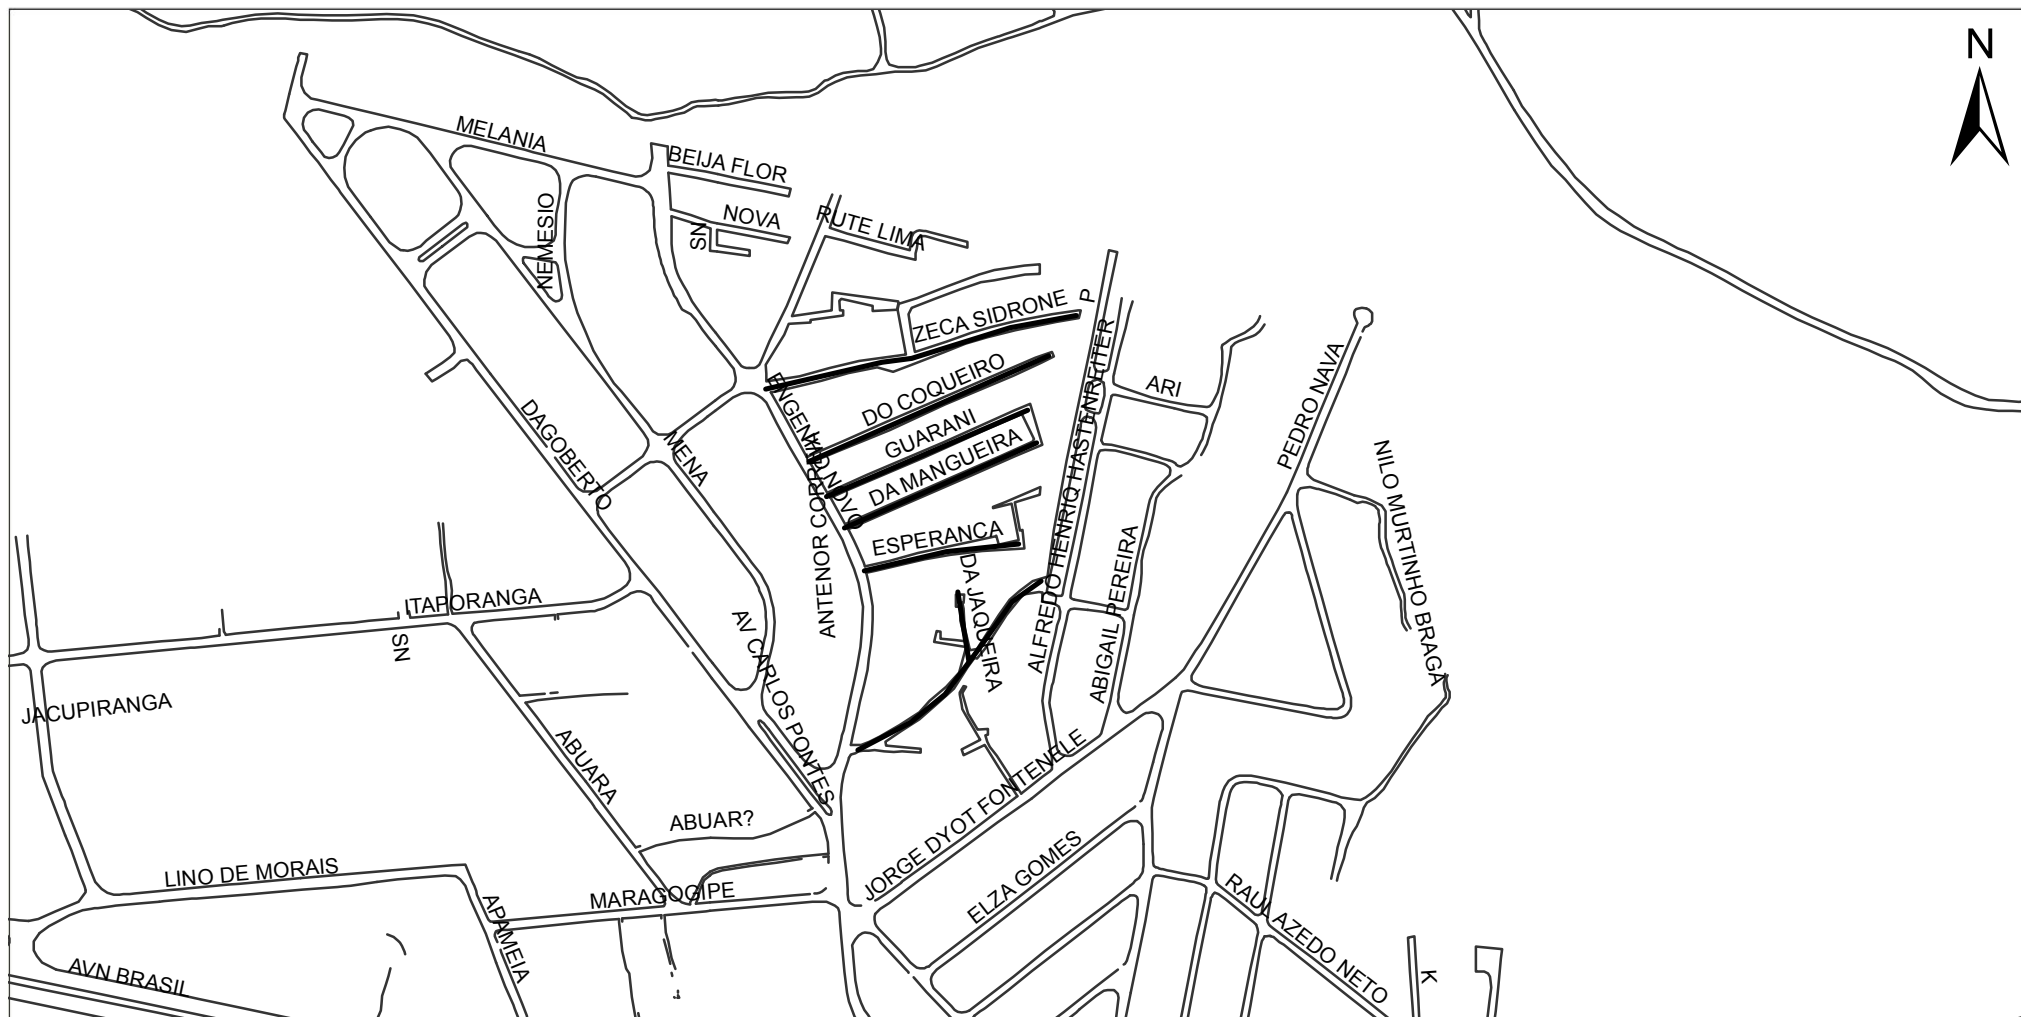 N
MELANIA
BEIJA FLOR
NEMESIO
NOVA
SN
RUTE LIMA
ZECA SIDRONE
P
DO COQUEIRO
GUARANI
DA MANGUEIRA
ESPERANCA
DA JAQUEIRA
ARI
PEDRO NAVA
NILO MURTINHO BRAGA
ALFREDO HENRIQ HASTENREITER
ABIGAIL PEREIRA
DAGOBERTO
MENA
ITAPORANGA
SN
AV CARLOS PONTES
JACUPIRANGA
ABUARA
ABUAR?
JORGE DYOT FONTENELE
ELZA GOMES
LINO DE MORAIS
MARAGOGIPE
APAMEIA
RAUL AZEDO NETO
AVN BRASIL
K
ANTENOR
NOVO